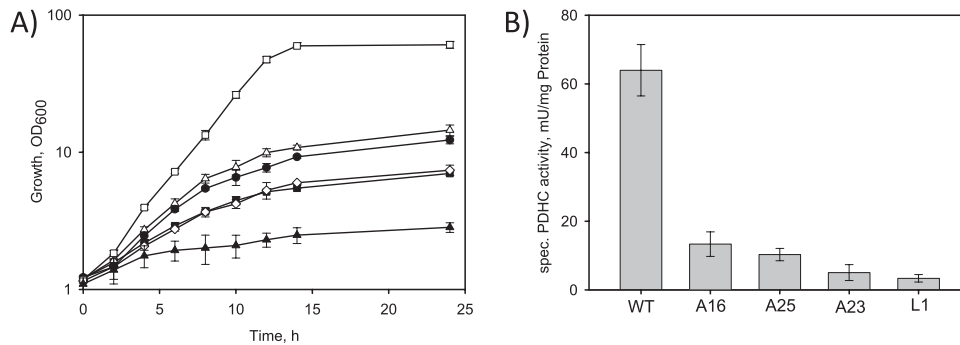 A)
Growth, OD600
100
10
1
0
5
10
15
20
25
Time, h
B)
spec. PDHC activity, mU/mg Protein
80
60
40
20
0
WT
A16
A25
A23
L1